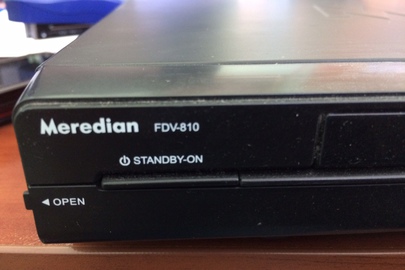 Meredian FDV-810
⏻ STANDBY-ON
◄ OPEN